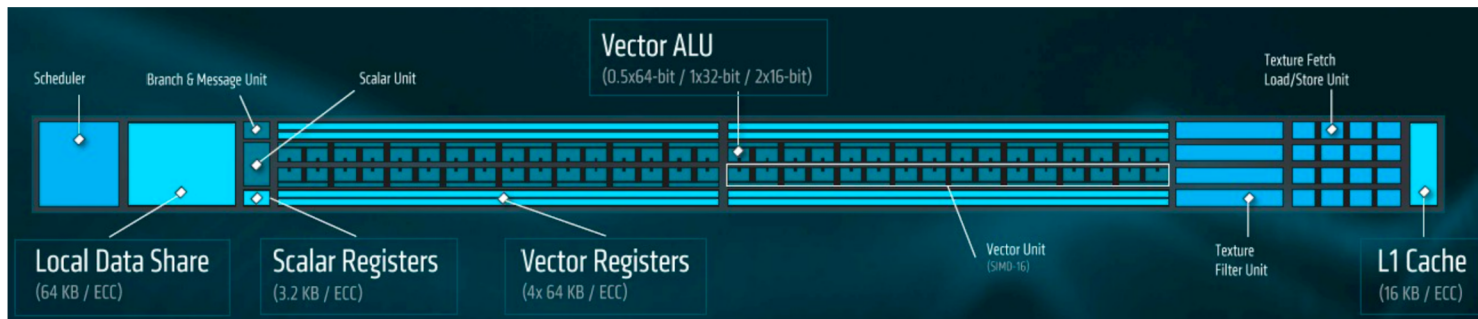 Scheduler
Branch & Message Unit
Scalar Unit
Vector ALU
(0.5x64-bit / 1x32-bit / 2x16-bit)
Texture Fetch
Load/Store Unit
Local Data Share
(64 KB / ECC)
Scalar Registers
(3.2 KB / ECC)
Vector Registers
(4x 64 KB / ECC)
Vector Unit
(SIMD-16)
Texture
Filter Unit
L1 Cache
(16 KB / ECC)